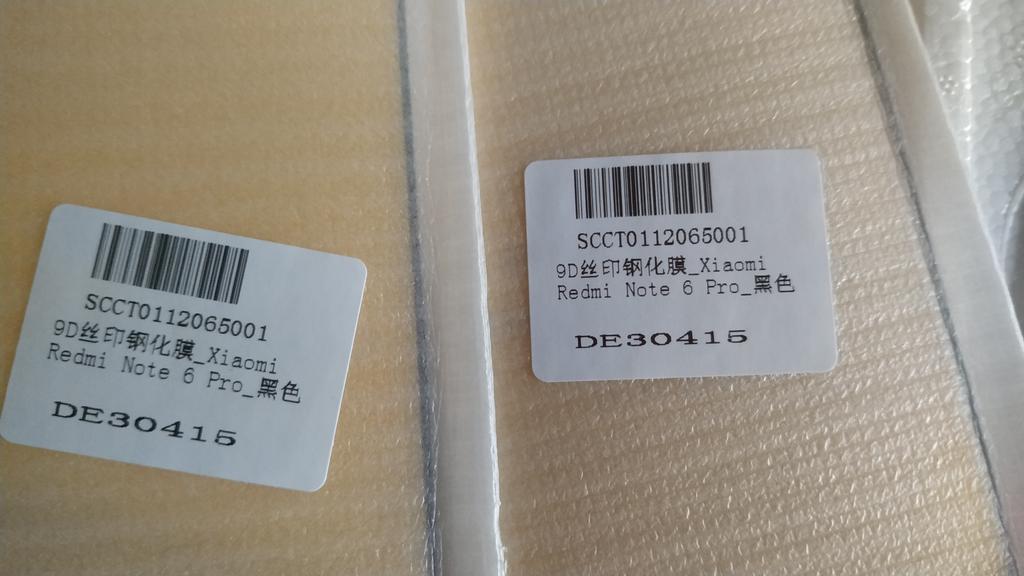 SCCT0112065001
9D丝印钢化膜_Xiaomi
Redmi Note 6 Pro_黑色
DE30415
SCCT0112065001
9D丝印钢化膜_Xiaomi
Redmi Note 6 Pro_黑色
DE30415